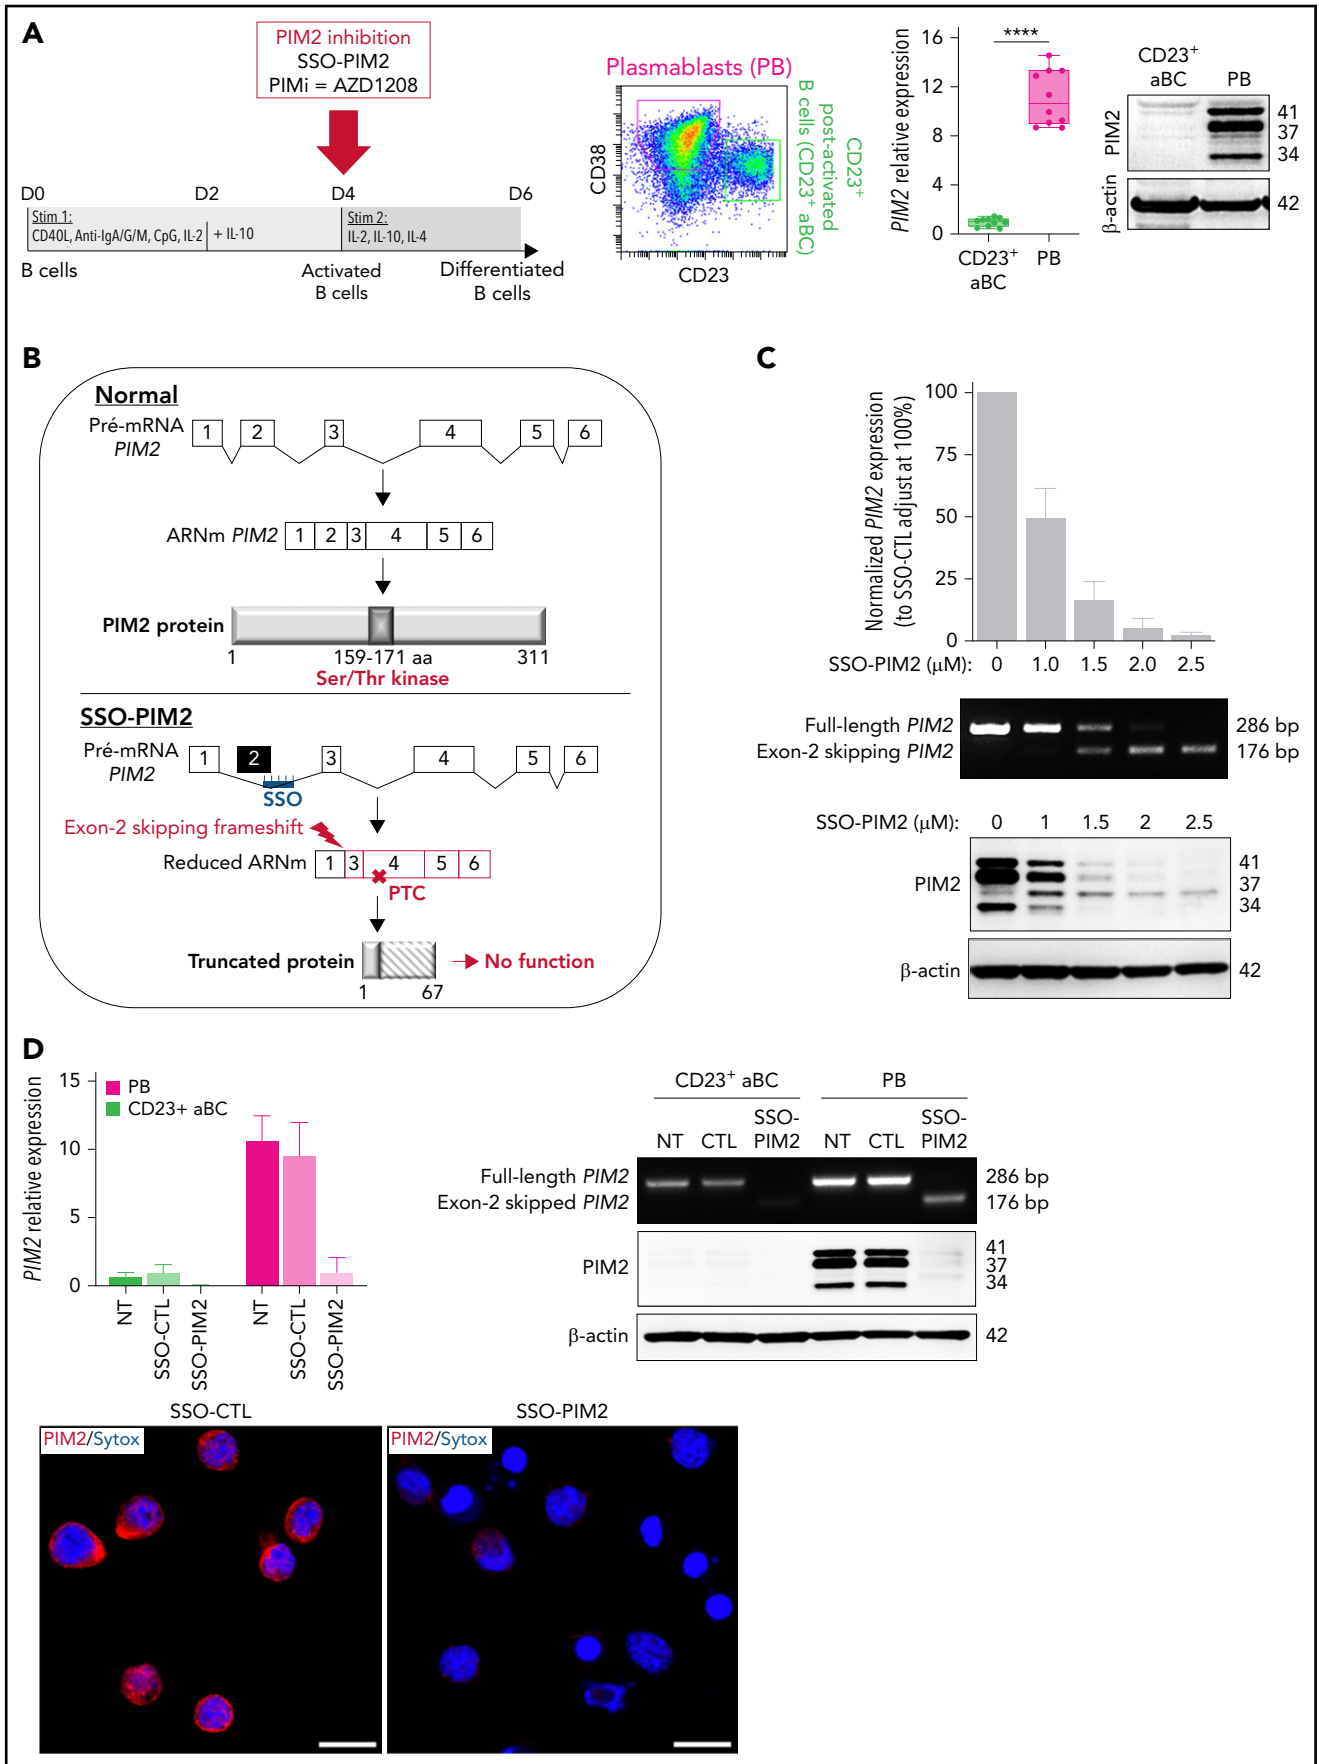 A
PIM2 inhibition
SSO-PIM2
PIMi = AZD1208
D0
D2
D4
D6
Stim 1:
CD40L, Anti-IgA/G/M, CpG, IL-2
+ IL-10
Stim 2:
IL-2, IL-10, IL-4
B cells
Activated
B cells
Differentiated
B cells
Plasmablasts (PB)
CD38
CD23
CD23+
post-activated
B cells (CD23+ aBC)
PIM2 relative expression
16
12
8
4
0
****
CD23+
aBC
PB
CD23+
aBC
PB
PIM2
41
37
34
β-actin
42
B
Normal
Pré-mRNA
PIM2
1 2 3 4 5 6
ARNm PIM2
1 2 3 4 5 6
PIM2 protein
1
159-171 aa
311
Ser/Thr kinase
SSO-PIM2
Pré-mRNA
PIM2
1 2 3 4 5 6
SSO
Exon-2 skipping frameshift
Reduced ARNm
1 3 4 5 6
PTC
Truncated protein
No function
1
67
C
Normalized PIM2 expression
(to SSO-CTL adjust at 100%)
100
75
50
25
0
SSO-PIM2 (μM): 0 1.0 1.5 2.0 2.5
Full-length PIM2
286 bp
Exon-2 skipping PIM2
176 bp
SSO-PIM2 (μM): 0 1 1.5 2 2.5
PIM2
41
37
34
β-actin
42
D
PIM2 relative expression
15
10
5
0
PB
CD23+ aBC
NT
SSO-CTL
SSO-PIM2
NT
SSO-CTL
SSO-PIM2
CD23+ aBC
PB
NT CTL SSO-PIM2
NT CTL SSO-PIM2
Full-length PIM2
286 bp
Exon-2 skipped PIM2
176 bp
PIM2
41
37
34
β-actin
42
SSO-CTL
PIM2/Sytox
SSO-PIM2
PIM2/Sytox